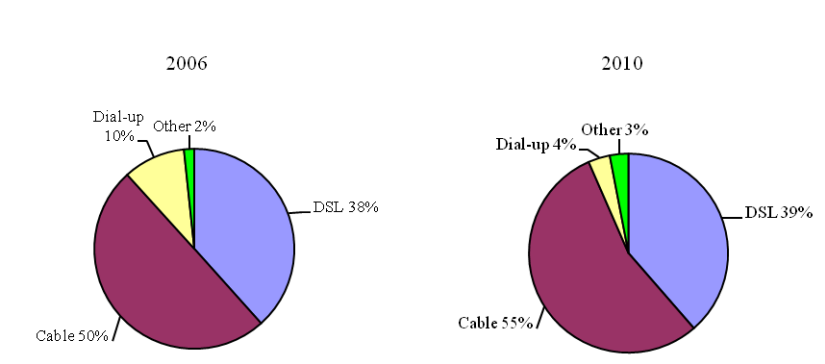 2006
Dial-up
10%
Other 2%
DSL 38%
Cable 50%
2010
Other 3%
Dial-up 4%
DSL 39%
Cable 55%